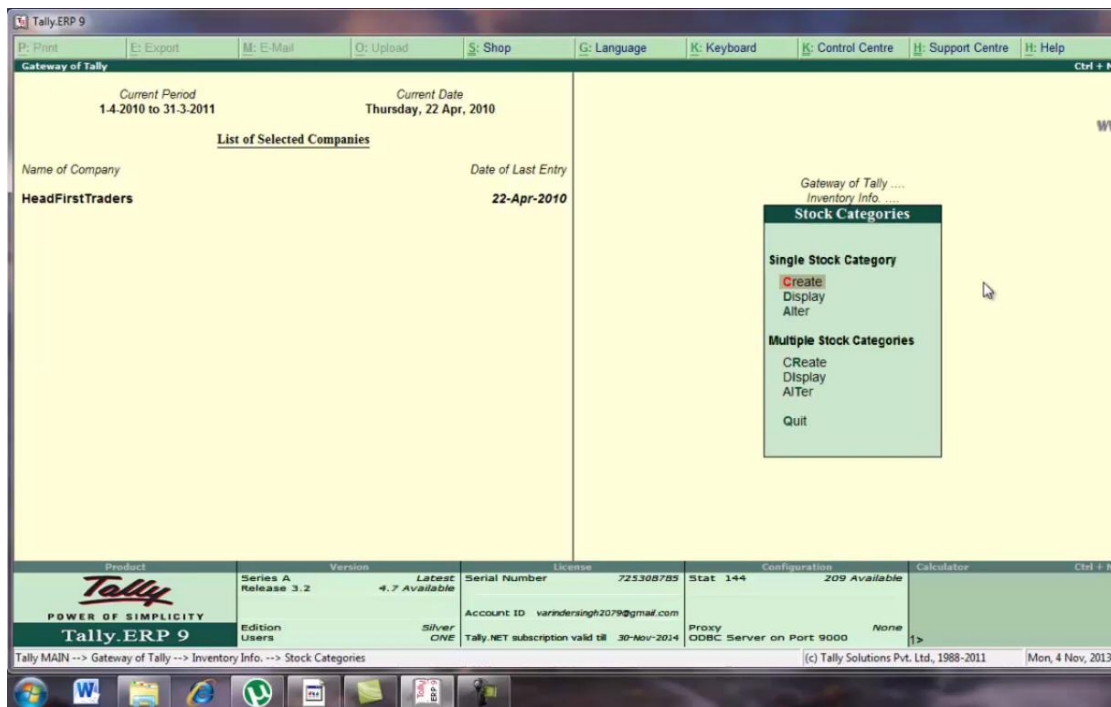 Tally.ERP 9
P: Print E: Export M: E-Mail O: Upload S: Shop G: Language K: Keyboard K: Control Centre H: Support Centre H: Help
Gateway of Tally Ctrl + N
Current Period Current Date
1-4-2010 to 31-3-2011 Thursday, 22 Apr, 2010
List of Selected Companies
Name of Company Date of Last Entry
HeadFirstTraders 22-Apr-2010
Gateway of Tally ....
Inventory Info. ....
Stock Categories
Single Stock Category
Create
Display
Alter
Multiple Stock Categories
CReate
DIsplay
AlTer
Quit
Product Version License Configuration Calculator Ctrl + N
Tally
POWER OF SIMPLICITY
Tally.ERP 9
Series A Latest
Release 3.2 4.7 Available
Edition Silver
Users ONE
Serial Number 725308785
Account ID varindersingh2079@gmail.com
Tally.NET subscription valid till 30-Nov-2014
Stat 144 209 Available
Proxy None
ODBC Server on Port 9000
1>
Tally MAIN --> Gateway of Tally --> Inventory Info. --> Stock Categories (c) Tally Solutions Pvt. Ltd., 1988-2011 Mon, 4 Nov, 2013